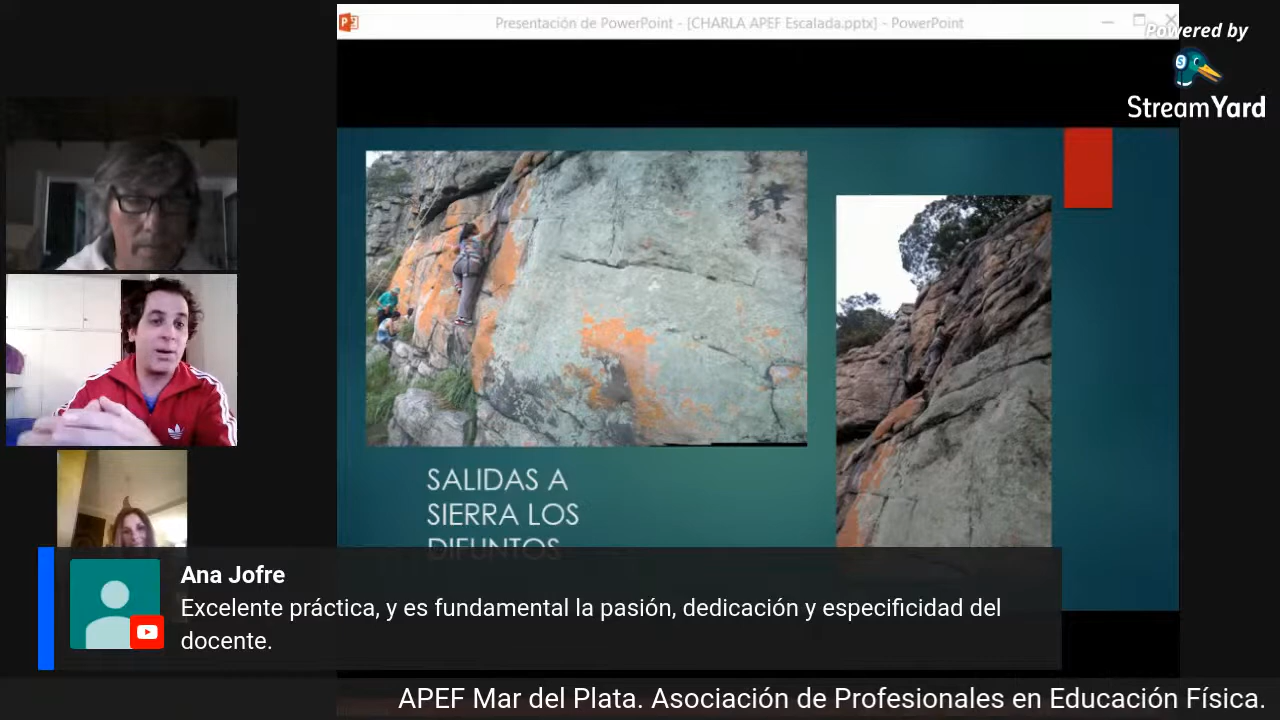 Presentación de PowerPoint - [CHARLA APEF Escalada.pptx] - PowerPoint
Powered by
StreamYard
SALIDAS A
SIERRA LOS
DIFUNTOS
Ana Jofre
Excelente práctica, y es fundamental la pasión, dedicación y especificidad del
docente.
APEF Mar del Plata. Asociación de Profesionales en Educación Física.